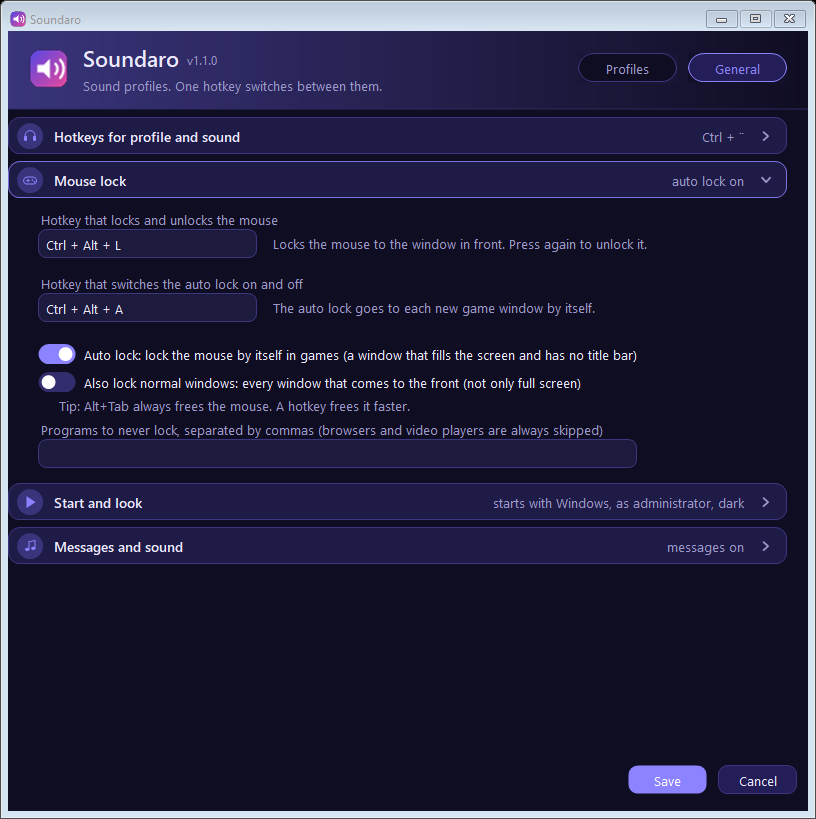 Soundaro
Soundaro v1.1.0
Sound profiles. One hotkey switches between them.
Profiles
General
Hotkeys for profile and sound
Ctrl + ¨
Mouse lock
auto lock on
Hotkey that locks and unlocks the mouse
Ctrl + Alt + L
Locks the mouse to the window in front. Press again to unlock it.
Hotkey that switches the auto lock on and off
Ctrl + Alt + A
The auto lock goes to each new game window by itself.
Auto lock: lock the mouse by itself in games (a window that fills the screen and has no title bar)
Also lock normal windows: every window that comes to the front (not only full screen)
Tip: Alt+Tab always frees the mouse. A hotkey frees it faster.
Programs to never lock, separated by commas (browsers and video players are always skipped)
Start and look
starts with Windows, as administrator, dark
Messages and sound
messages on
Save
Cancel